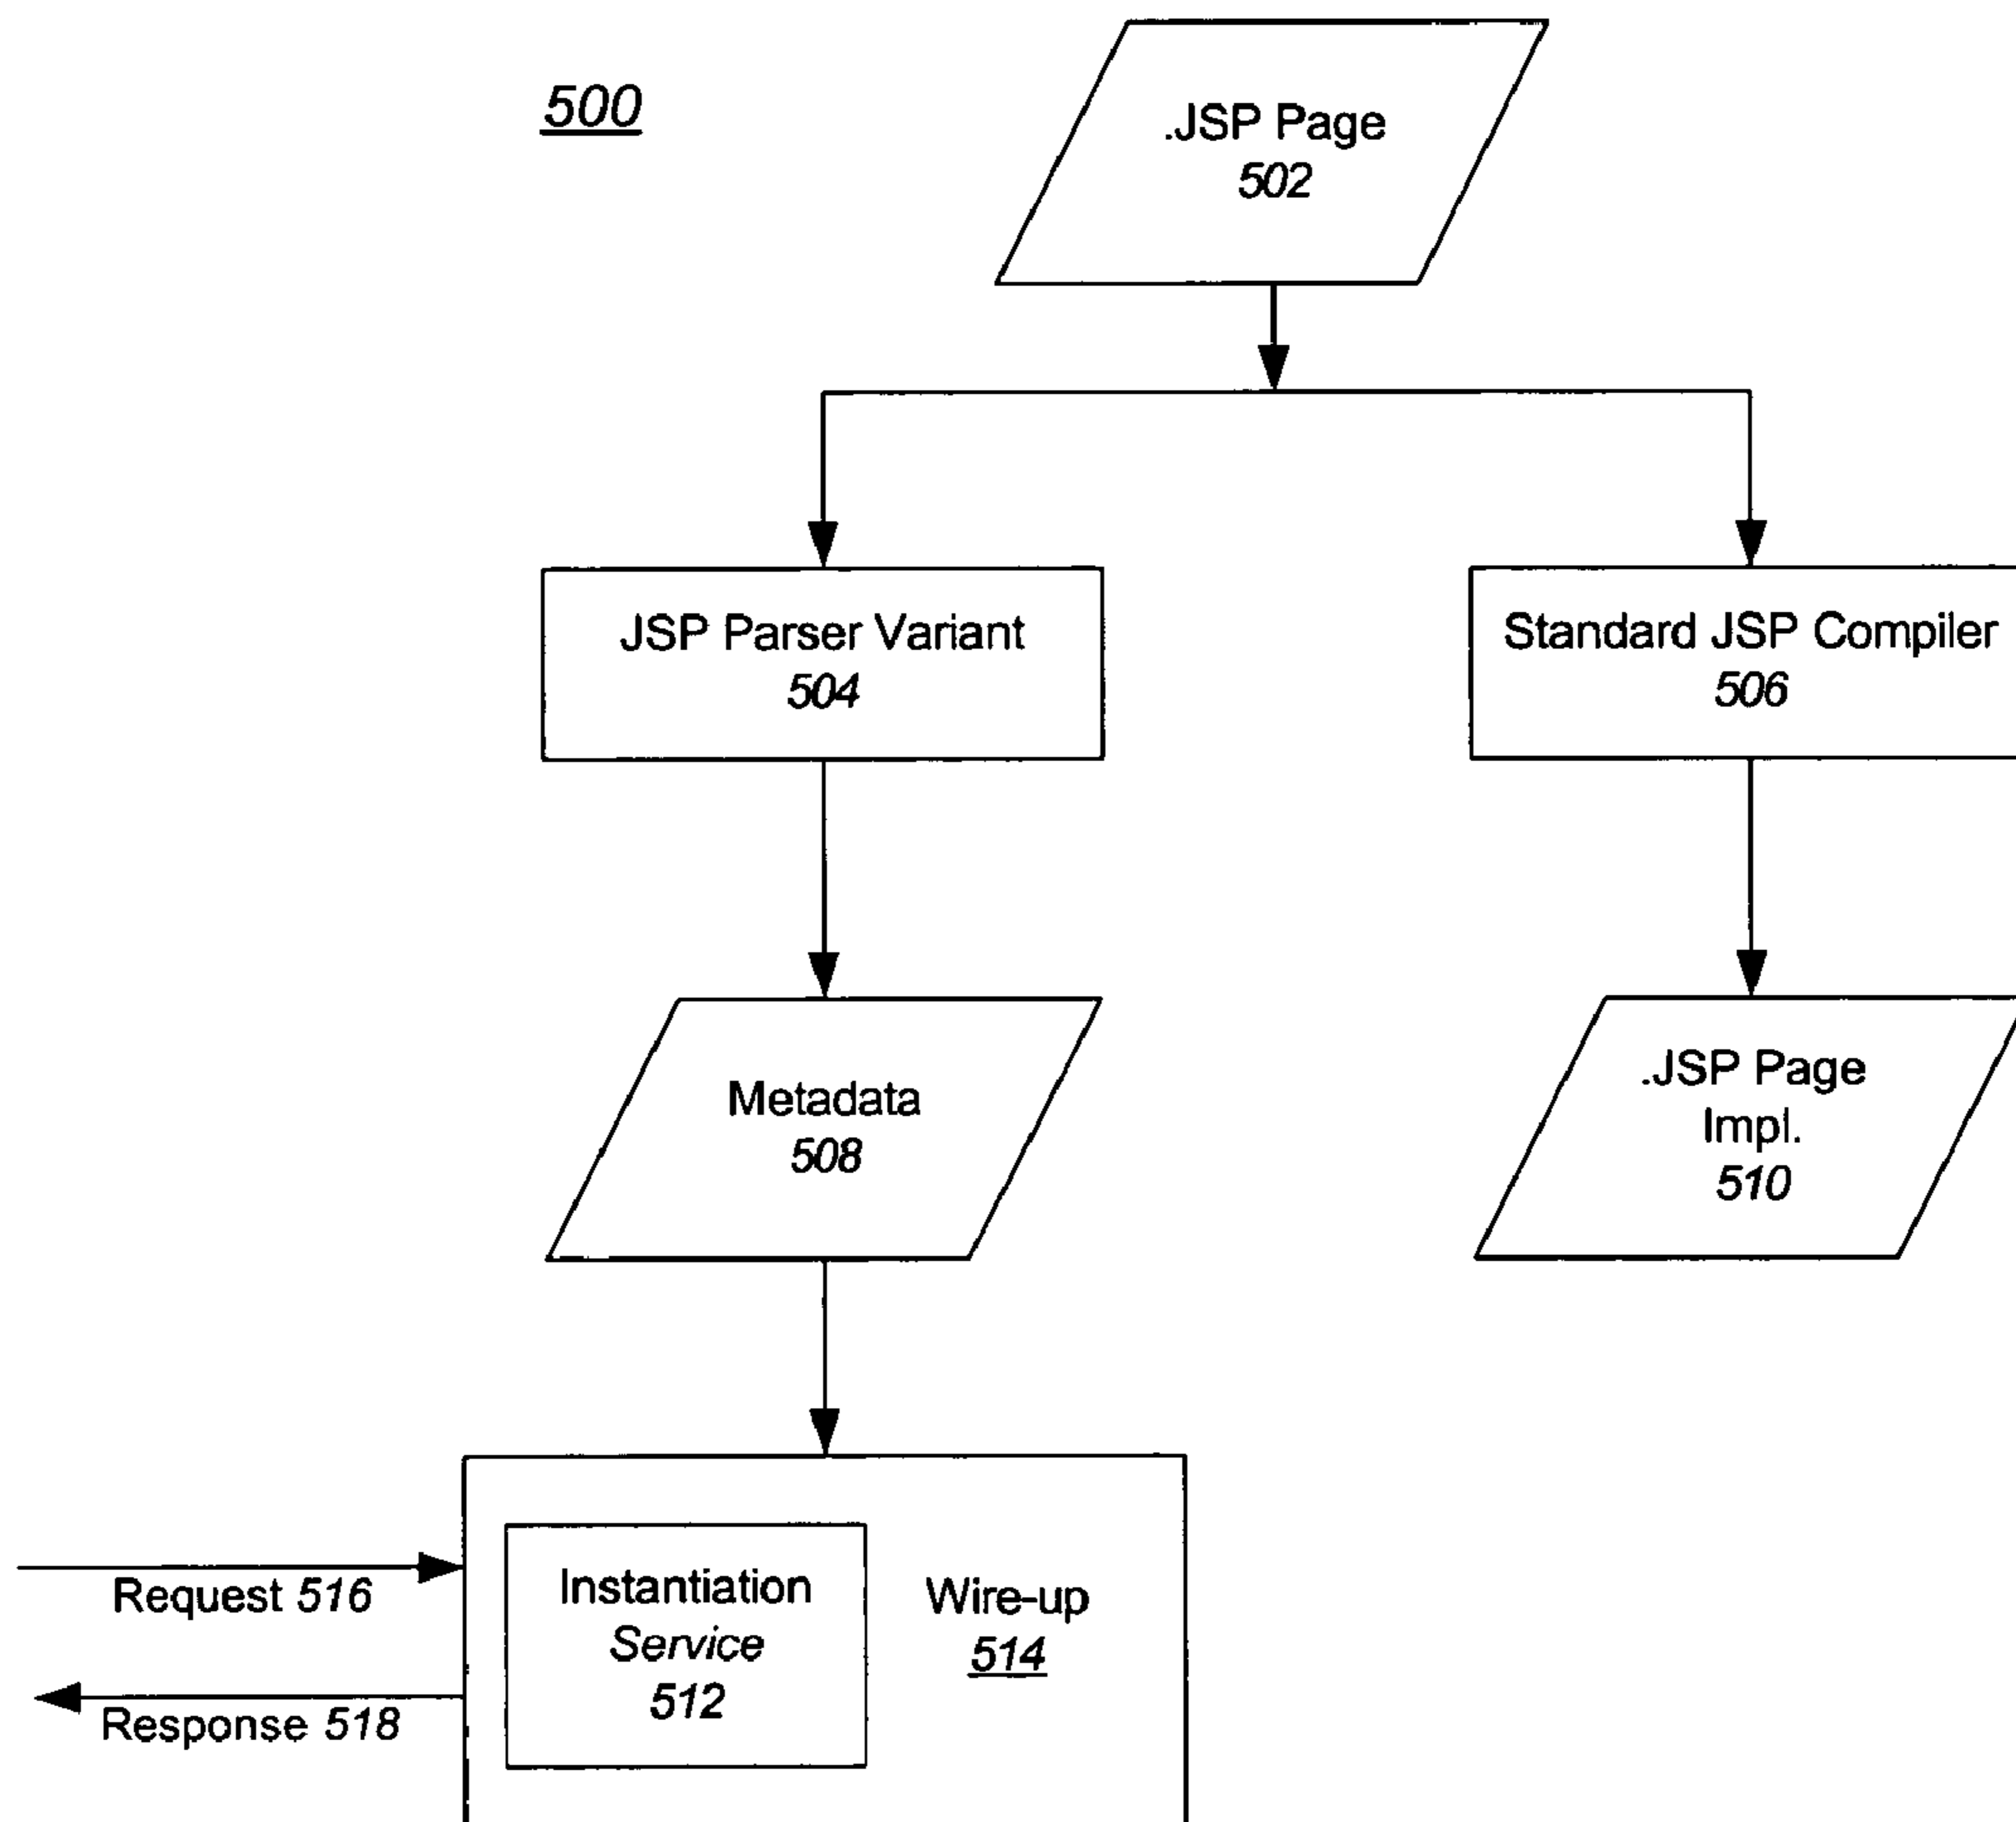 500
.JSP Page
502
JSP Parser Variant
504
Standard JSP Compiler
506
Metadata
508
.JSP Page
Impl.
510
Request 516
Response 518
Instantiation
Service
512
Wire-up
514